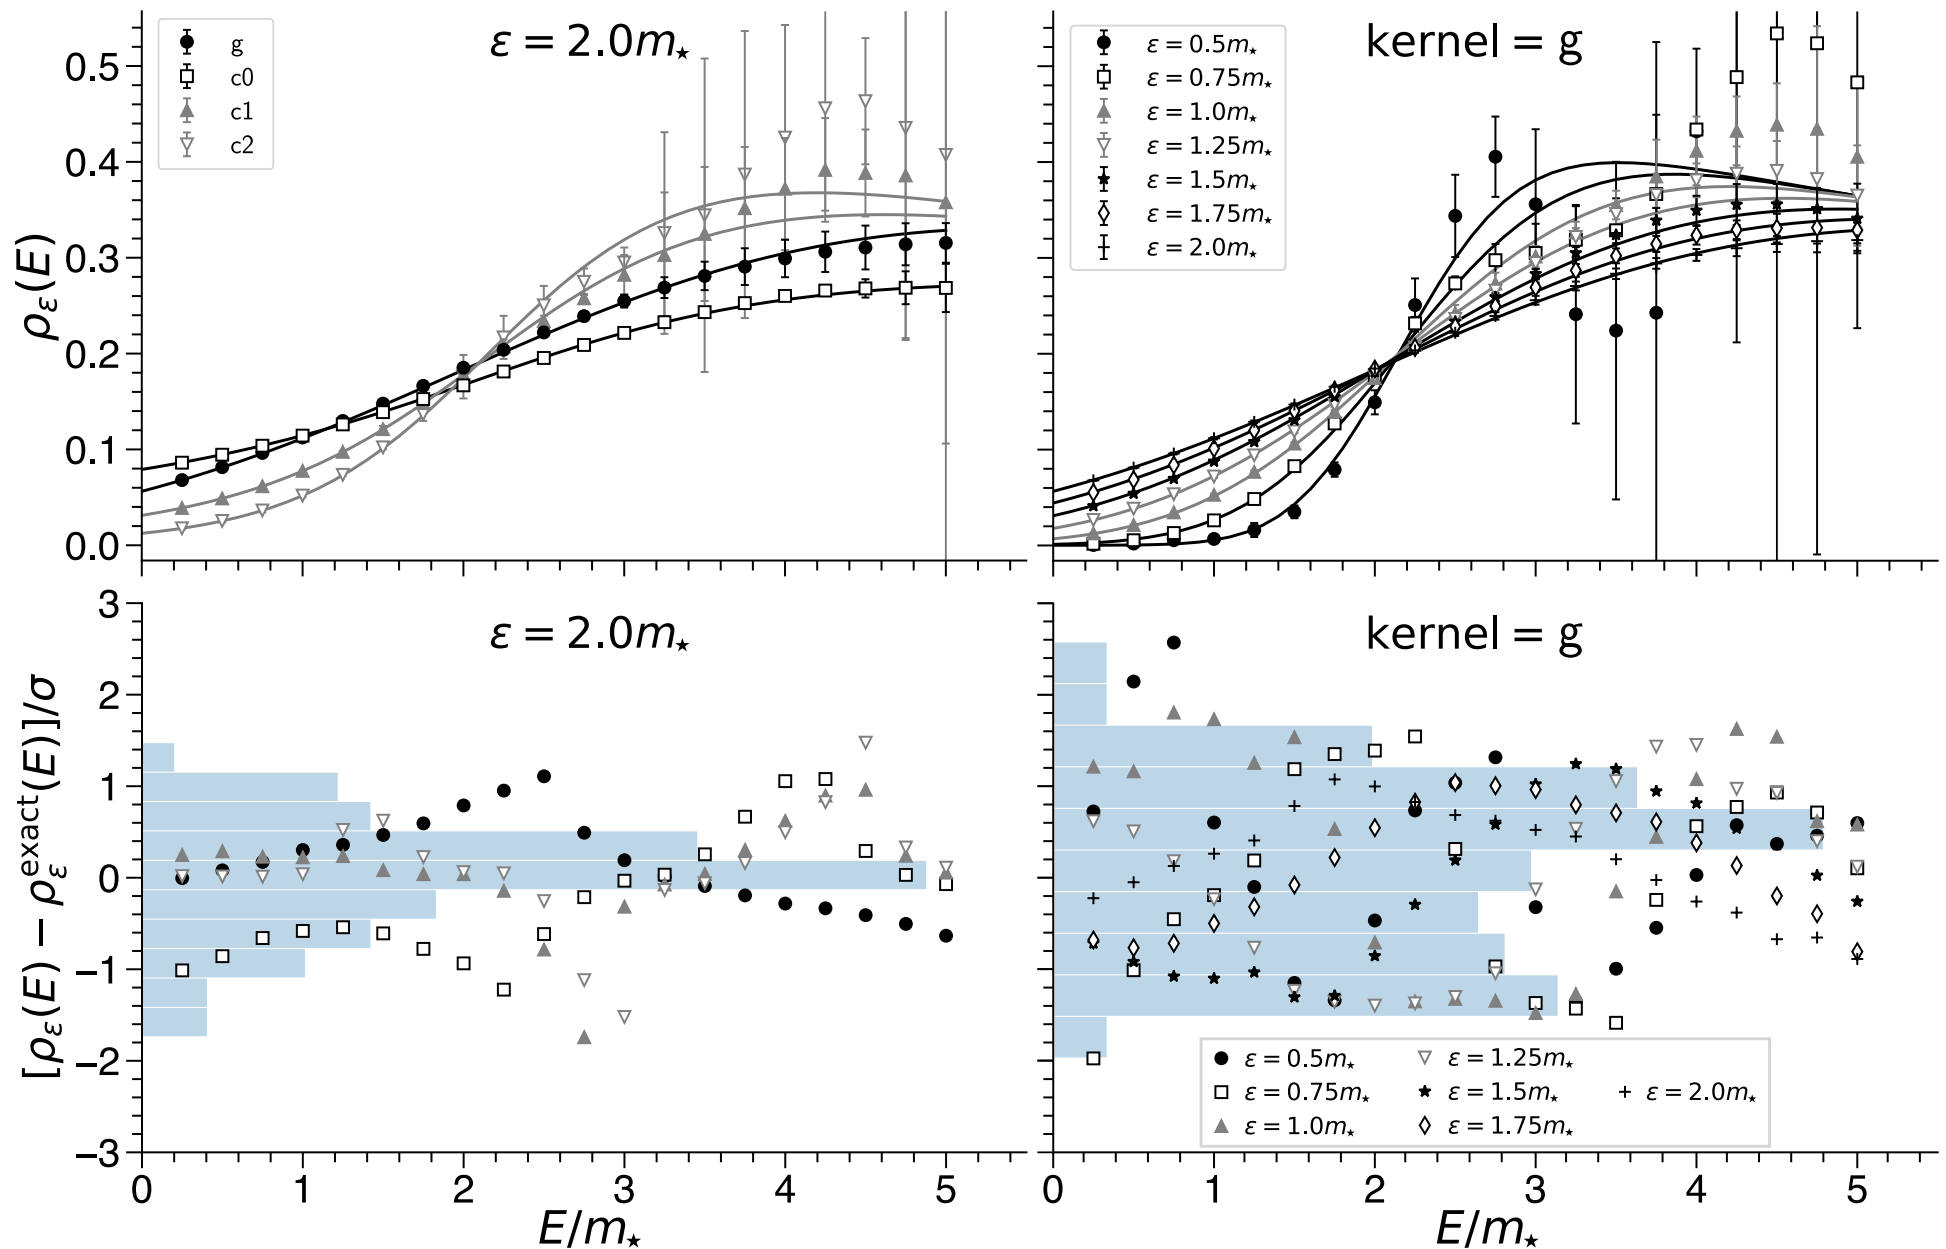 ε = 2.0m⋆
g
c0
c1
c2
0.5
0.4
0.3
0.2
0.1
0.0
ρε(E)
kernel = g
ε = 0.5m⋆
ε = 0.75m⋆
ε = 1.0m⋆
ε = 1.25m⋆
ε = 1.5m⋆
ε = 1.75m⋆
ε = 2.0m⋆
ε = 2.0m⋆
3
2
1
0
−1
−2
−3
[ρε(E) − ρε^exact(E)]/σ
0 1 2 3 4 5
E/m⋆
kernel = g
ε = 0.5m⋆ ε = 1.25m⋆
ε = 0.75m⋆ ε = 1.5m⋆ ε = 2.0m⋆
ε = 1.0m⋆ ε = 1.75m⋆
0 1 2 3 4 5
E/m⋆